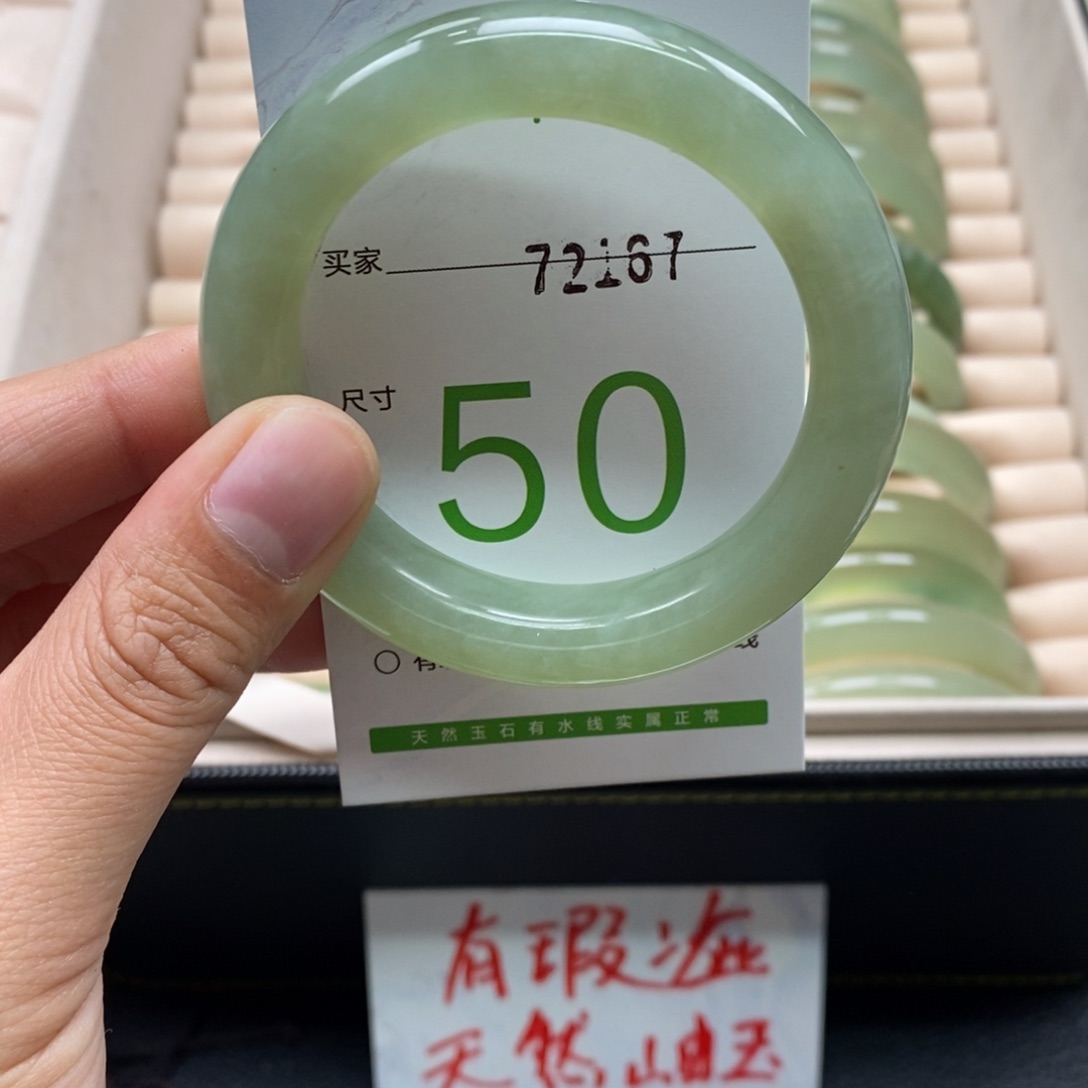 买家 72167
尺寸 50
有
天然玉石有水线实属正常
有瑕疵
天然岫玉